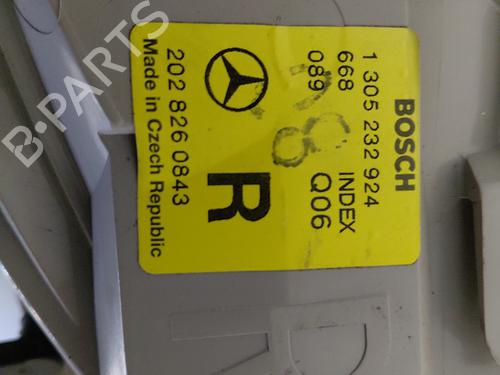 BOSCH
1 305 232 924
668 INDEX
089 Q06
R
202 826 0843
Made in Czech Republic
B-PARTS